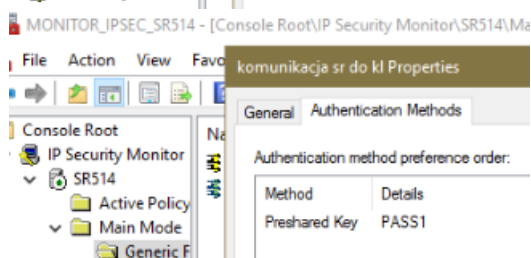 MONITOR_IPSEC_SR514 - [Console Root\IP Security Monitor\SR514\Ma
File Action View Favo
komunikacja sr do kl Properties
General Authentication Methods
Console Root
IP Security Monitor
SR514
Active Policy
Main Mode
Generic F
Na
Authentication method preference order:
Method Details
Preshared Key PASS1